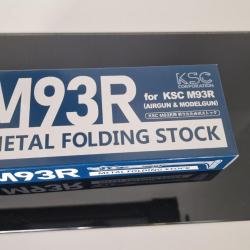 KSC
CORPORATION
for KSC M93R
(AIRGUN & MODELGUN)
M93R
METAL FOLDING STOCK
M93R
METAL FOLDING STOCK